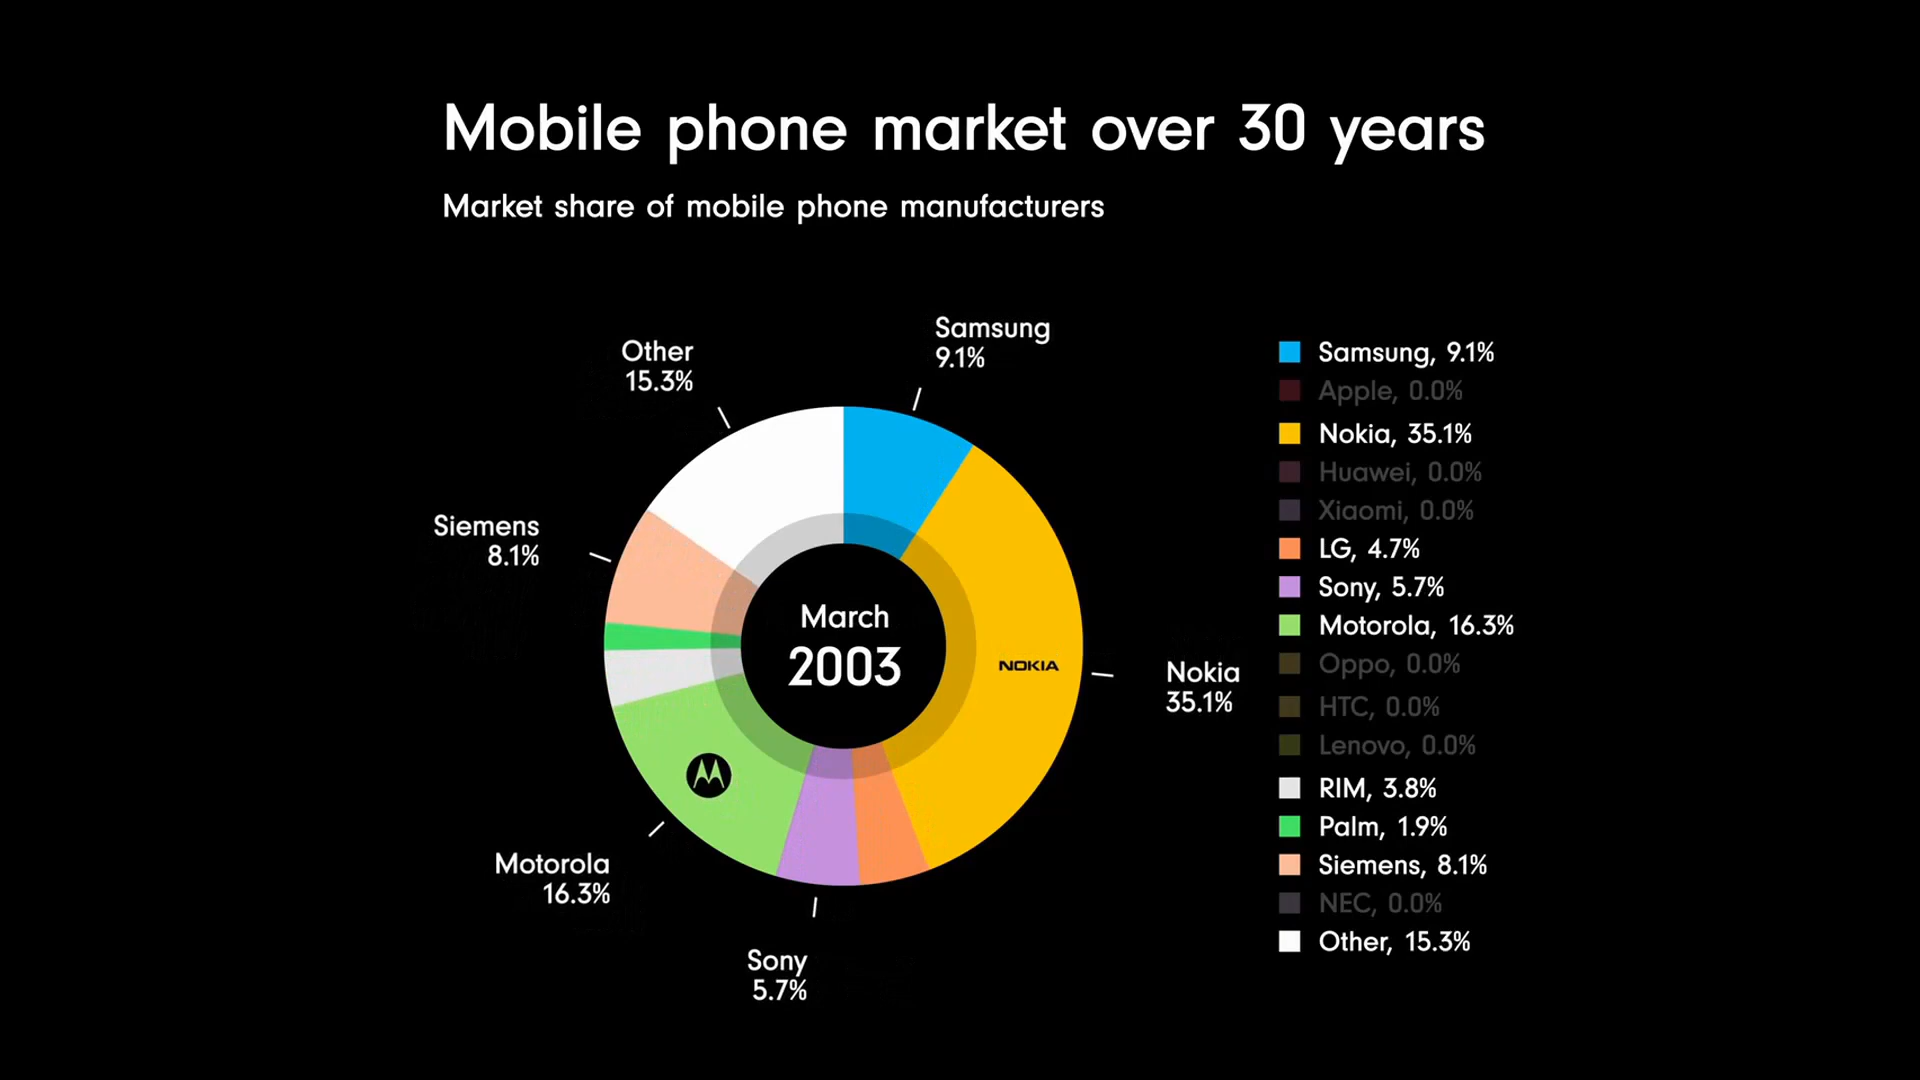 Mobile phone market over 30 years
Market share of mobile phone manufacturers
Other
15.3%
Samsung
9.1%
Siemens
8.1%
March
2003
NOKIA
Nokia
35.1%
Motorola
16.3%
Sony
5.7%
Samsung, 9.1%
Apple, 0.0%
Nokia, 35.1%
Huawei, 0.0%
Xiaomi, 0.0%
LG, 4.7%
Sony, 5.7%
Motorola, 16.3%
Oppo, 0.0%
HTC, 0.0%
Lenovo, 0.0%
RIM, 3.8%
Palm, 1.9%
Siemens, 8.1%
NEC, 0.0%
Other, 15.3%